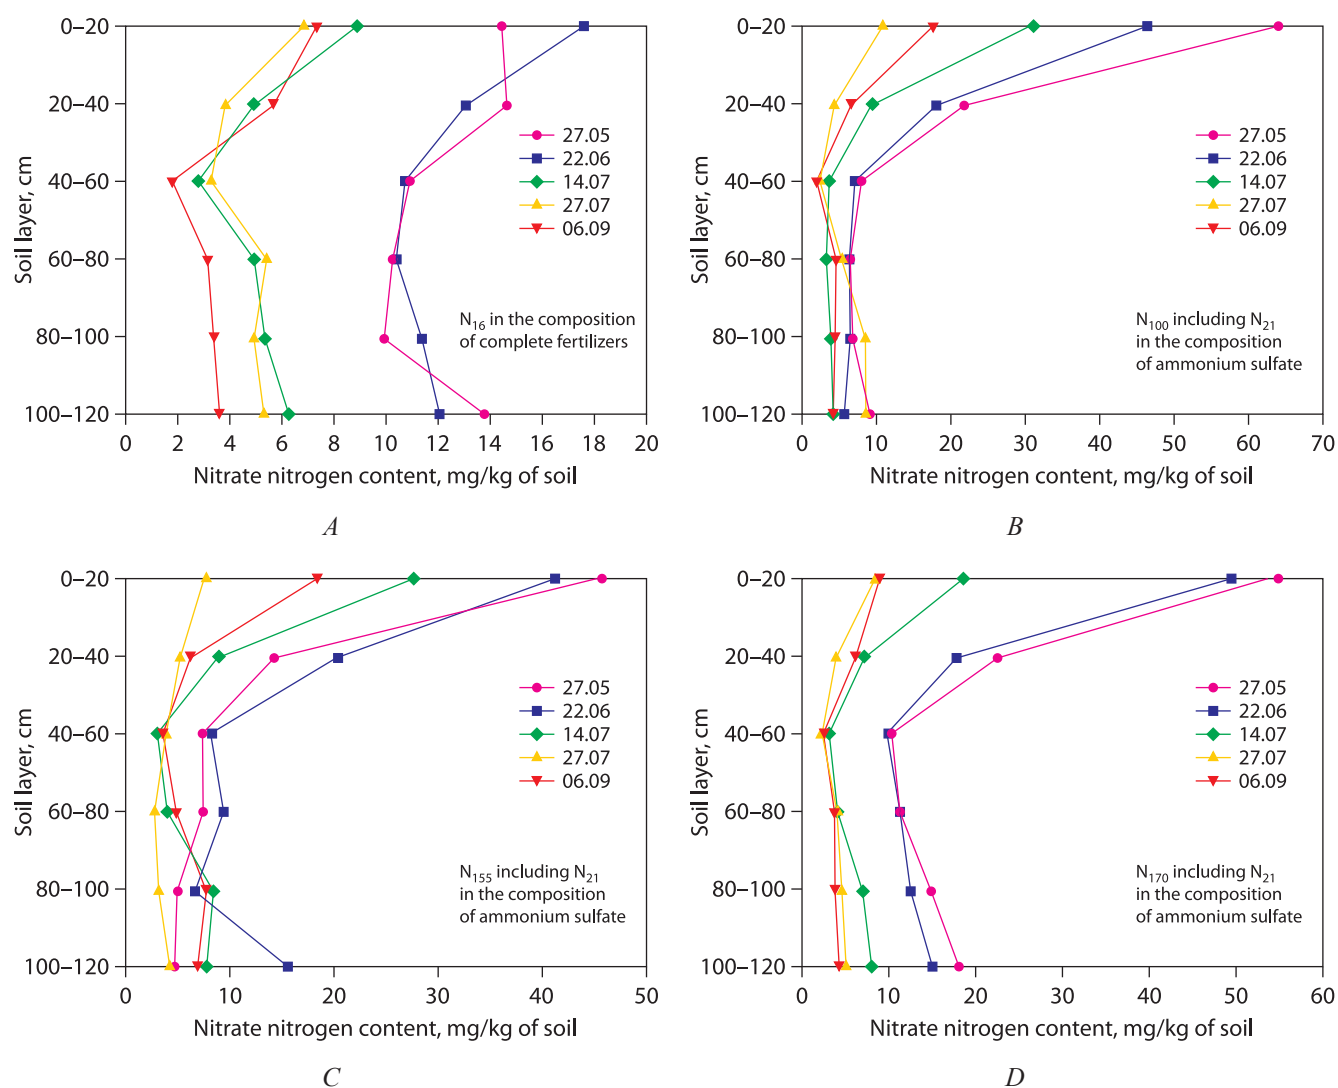 0–20
20–40
40–60
60–80
80–100
100–120
Soil layer, cm
27.05
22.06
14.07
27.07
06.09
N16 in the composition
of complete fertilizers
0 2 4 6 8 10 12 14 16 18 20
Nitrate nitrogen content, mg/kg of soil
A
0–20
20–40
40–60
60–80
80–100
100–120
Soil layer, cm
27.05
22.06
14.07
27.07
06.09
N100 including N21
in the composition
of ammonium sulfate
0 10 20 30 40 50 60 70
Nitrate nitrogen content, mg/kg of soil
B
0–20
20–40
40–60
60–80
80–100
100–120
Soil layer, cm
27.05
22.06
14.07
27.07
06.09
N155 including N21
in the composition
of ammonium sulfate
0 10 20 30 40 50
Nitrate nitrogen content, mg/kg of soil
C
0–20
20–40
40–60
60–80
80–100
100–120
Soil layer, cm
27.05
22.06
14.07
27.07
06.09
N170 including N21
in the composition
of ammonium sulfate
0 10 20 30 40 50 60
Nitrate nitrogen content, mg/kg of soil
D